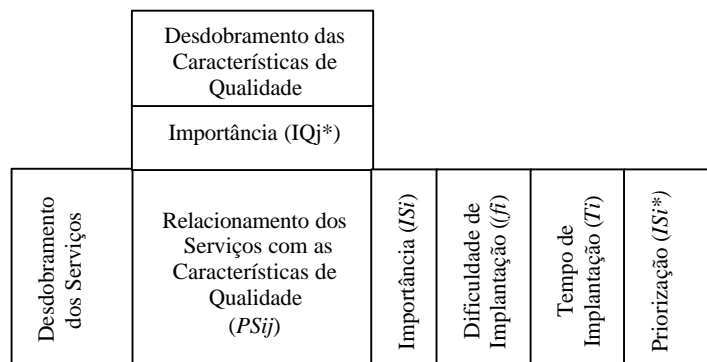 Desdobramento das
Características de
Qualidade
Importância (IQj*)
Desdobramento
dos Serviços
Relacionamento dos
Serviços com as
Características de
Qualidade
(PSij)
Importância (ISi)
Dificuldade de
Implantação ((fi)
Tempo de
Implantação (Ti)
Priorização (ISi*)